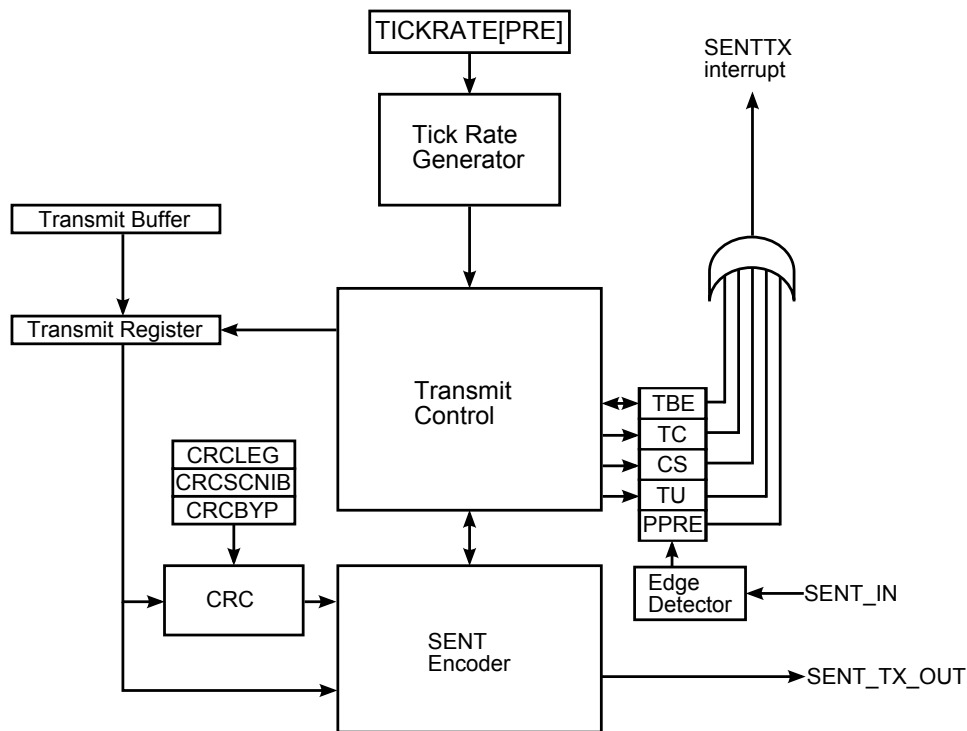 TICKRATE[PRE]
SENTTX
interrupt
Tick Rate
Generator
Transmit Buffer
Transmit Register
Transmit
Control
TBE
TC
CS
TU
PPRE
CRCLEG
CRCSCNIB
CRCBYP
CRC
Edge
Detector
SENT_IN
SENT
Encoder
SENT_TX_OUT